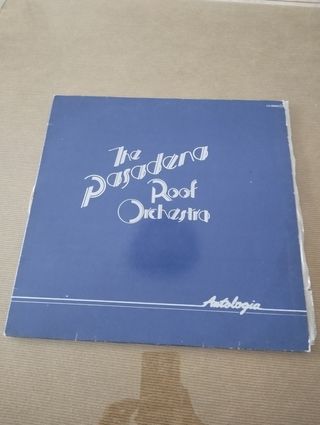 The
Pasadena
Roof
Orchestra
Antologia